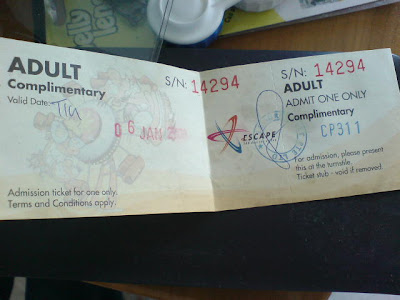 ADULT
Complimentary
Valid Date:
S/N: 14294
06 JAN
Admission ticket for one only.
Terms and Conditions apply.
S/N: 14294
ADULT
ADMIT ONE ONLY
Complimentary
CP311
ESCAPE
For admission, please present
this at the turnstile.
Ticket stub - void if removed.